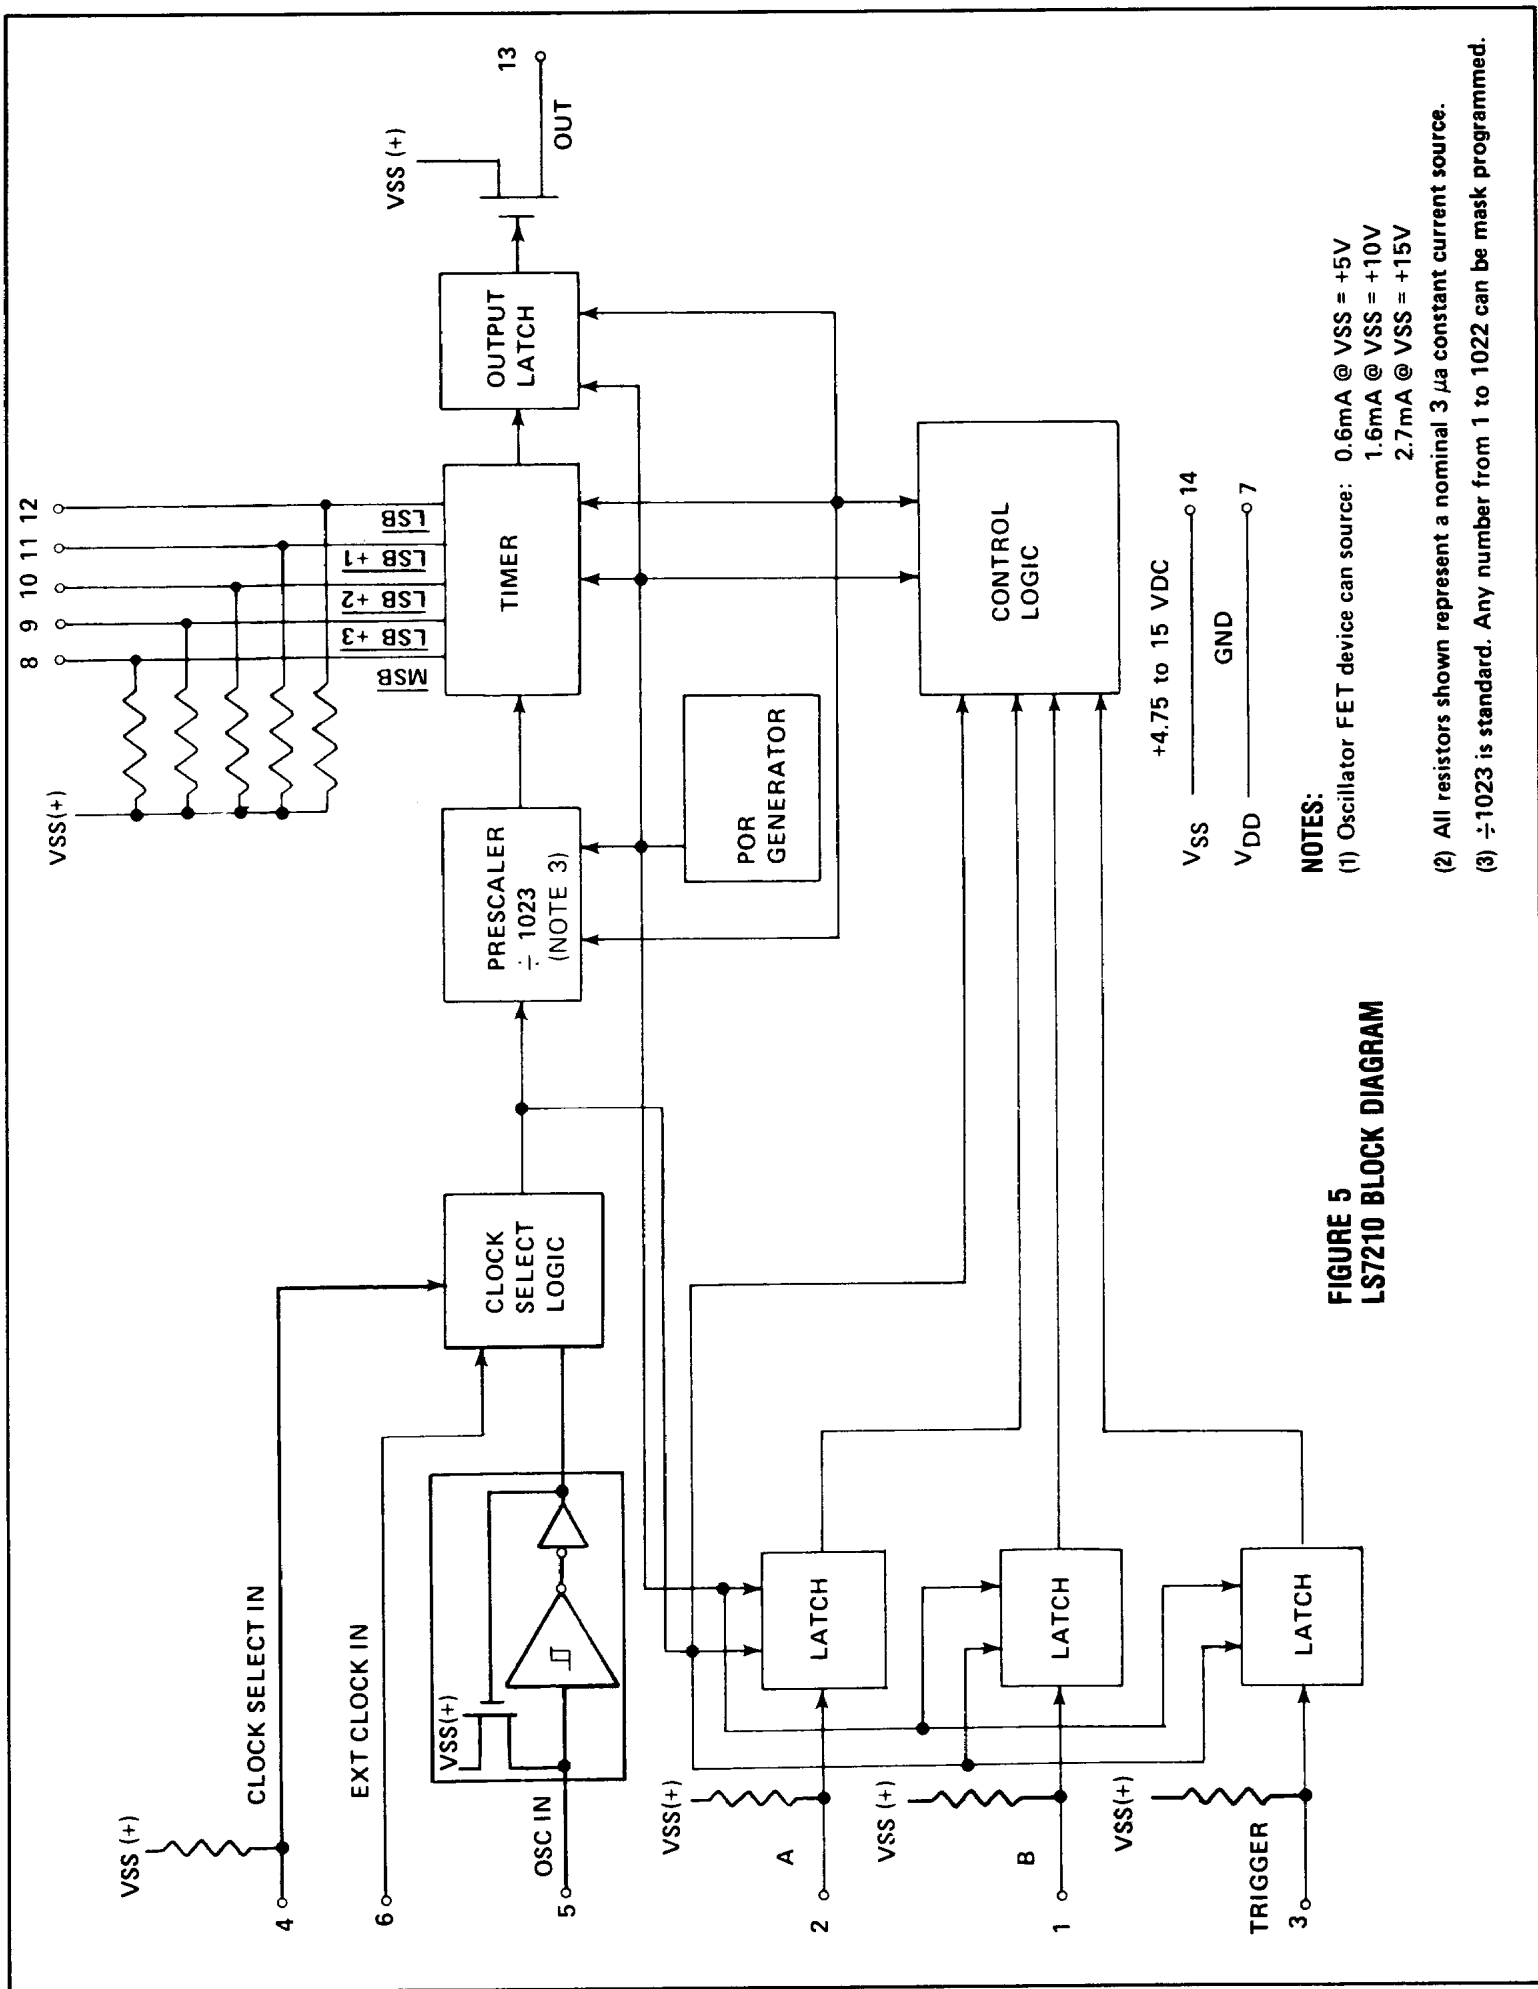 VSS (+)
4
CLOCK SELECT IN
6
EXT CLOCK IN
VSS(+)
OSC IN
5
CLOCK
SELECT
LOGIC
PRESCALER
÷ 1023
(NOTE 3)
VSS(+)
8
9
10
11
12
MSB
LSB +3
LSB +2
LSB +1
LSB
TIMER
OUTPUT
LATCH
VSS (+)
13
OUT
POR
GENERATOR
VSS(+)
A
2
LATCH
VSS (+)
B
1
LATCH
VSS(+)
TRIGGER
3
LATCH
CONTROL
LOGIC
+4.75 to 15 VDC
VSS
14
GND
VDD
7
NOTES:
(1) Oscillator FET device can source: 0.6mA @ VSS = +5V
1.6mA @ VSS = +10V
2.7mA @ VSS = +15V
(2) All resistors shown represent a nominal 3 μa constant current source.
(3) ÷1023 is standard. Any number from 1 to 1022 can be mask programmed.
FIGURE 5
LS7210 BLOCK DIAGRAM